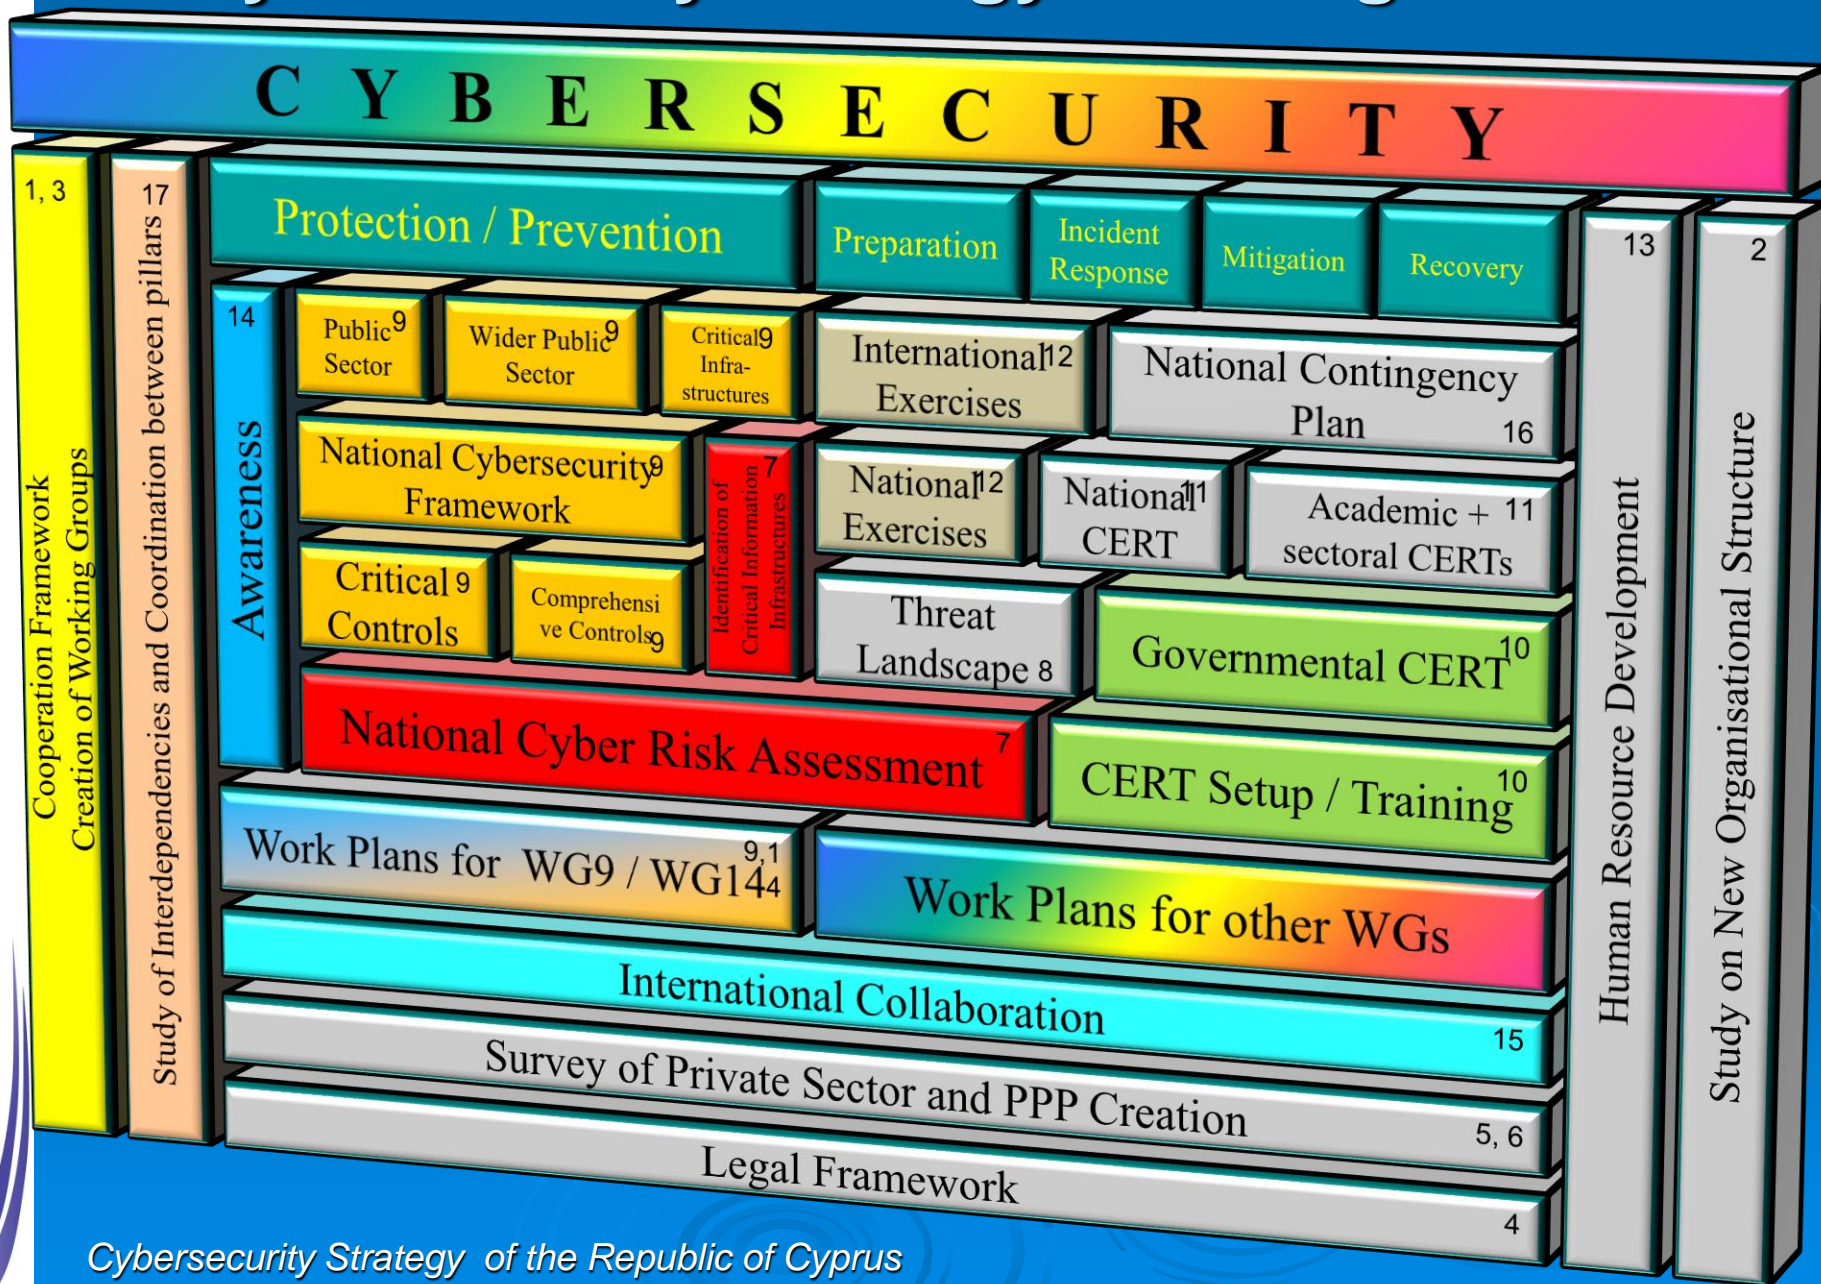 CYBERSECURITY
1, 3
Cooperation Framework
Creation of Working Groups
17
Study of Interdependencies and Coordination between pillars
Protection / Prevention
Preparation
Incident
Response
Mitigation
Recovery
13
Human Resource Development
2
Study on New Organisational Structure
14
Awareness
Public 9
Sector
Wider Public 9
Sector
Critical 9
Infra-
structures
International 12
Exercises
National Contingency
Plan 16
National Cybersecurity 9
Framework
7
Identification of
Critical Information
Infrastructures
National 12
Exercises
National 11
CERT
Academic + 11
sectoral CERTs
Critical 9
Controls
Comprehensi
ve Controls 9
Threat
Landscape 8
Governmental CERT 10
National Cyber Risk Assessment 7
CERT Setup / Training 10
Work Plans for WG9 / WG14 9,1
4
Work Plans for other WGs
International Collaboration 15
Survey of Private Sector and PPP Creation 5, 6
Legal Framework 4
Cybersecurity Strategy of the Republic of Cyprus